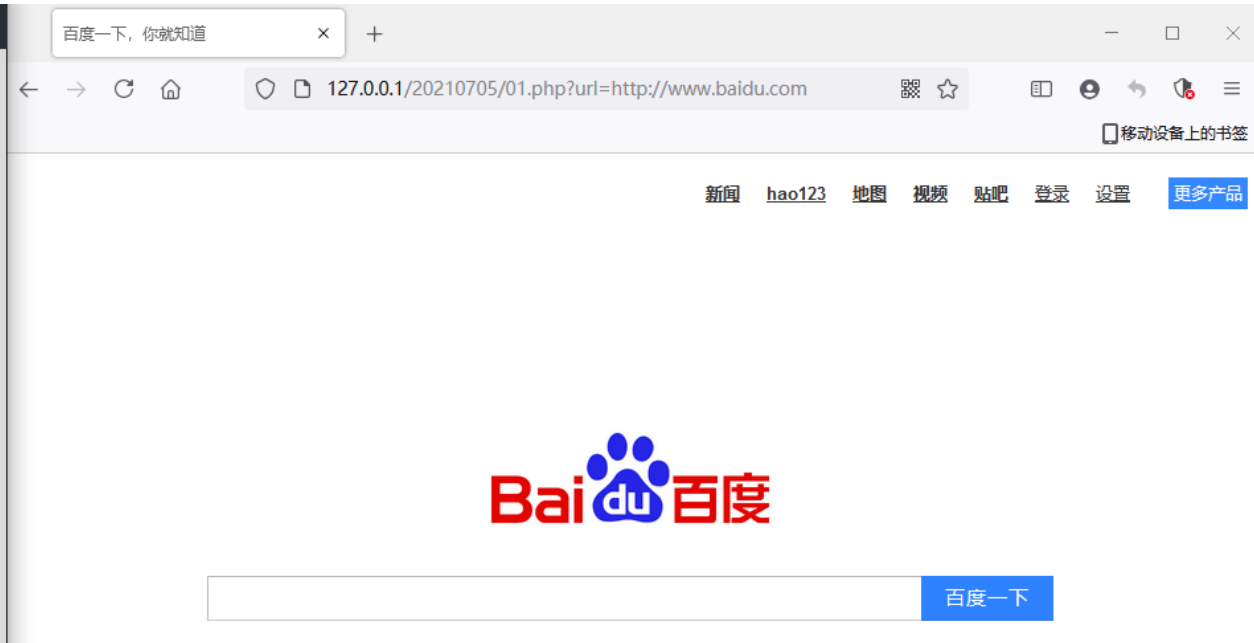 百度一下，你就知道
127.0.0.1/20210705/01.php?url=http://www.baidu.com
移动设备上的书签
新闻 hao123 地图 视频 贴吧 登录 设置 更多产品
Bai du 百度
百度一下